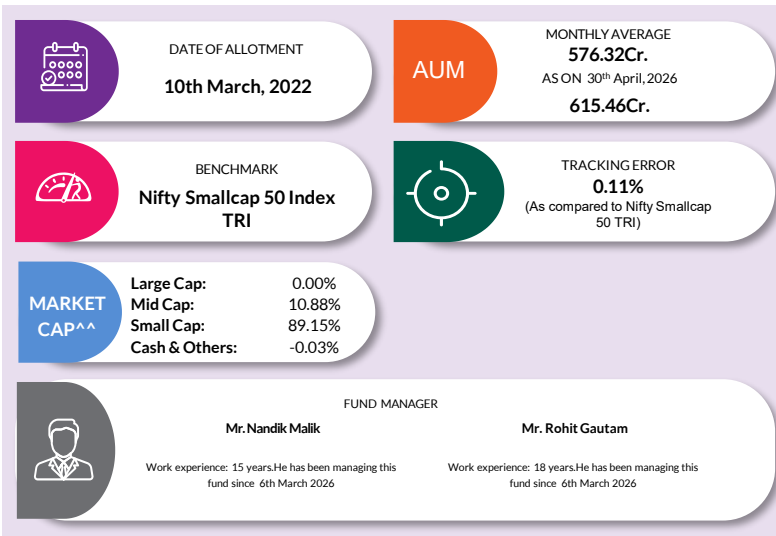 DATE OF ALLOTMENT
10th March, 2022
AUM
MONTHLY AVERAGE
576.32Cr.
AS ON 30th April,2026
615.46Cr.
BENCHMARK
Nifty Smallcap 50 Index
TRI
TRACKING ERROR
0.11%
(As compared to Nifty Smallcap
50 TRI)
MARKET
CAP^^
Large Cap: 0.00%
Mid Cap: 10.88%
Small Cap: 89.15%
Cash & Others: -0.03%
FUND MANAGER
Mr. Nandik Malik
Work experience: 15 years.He has been managing this
fund since 6th March 2026
Mr. Rohit Gautam
Work experience: 18 years.He has been managing this
fund since 6th March 2026